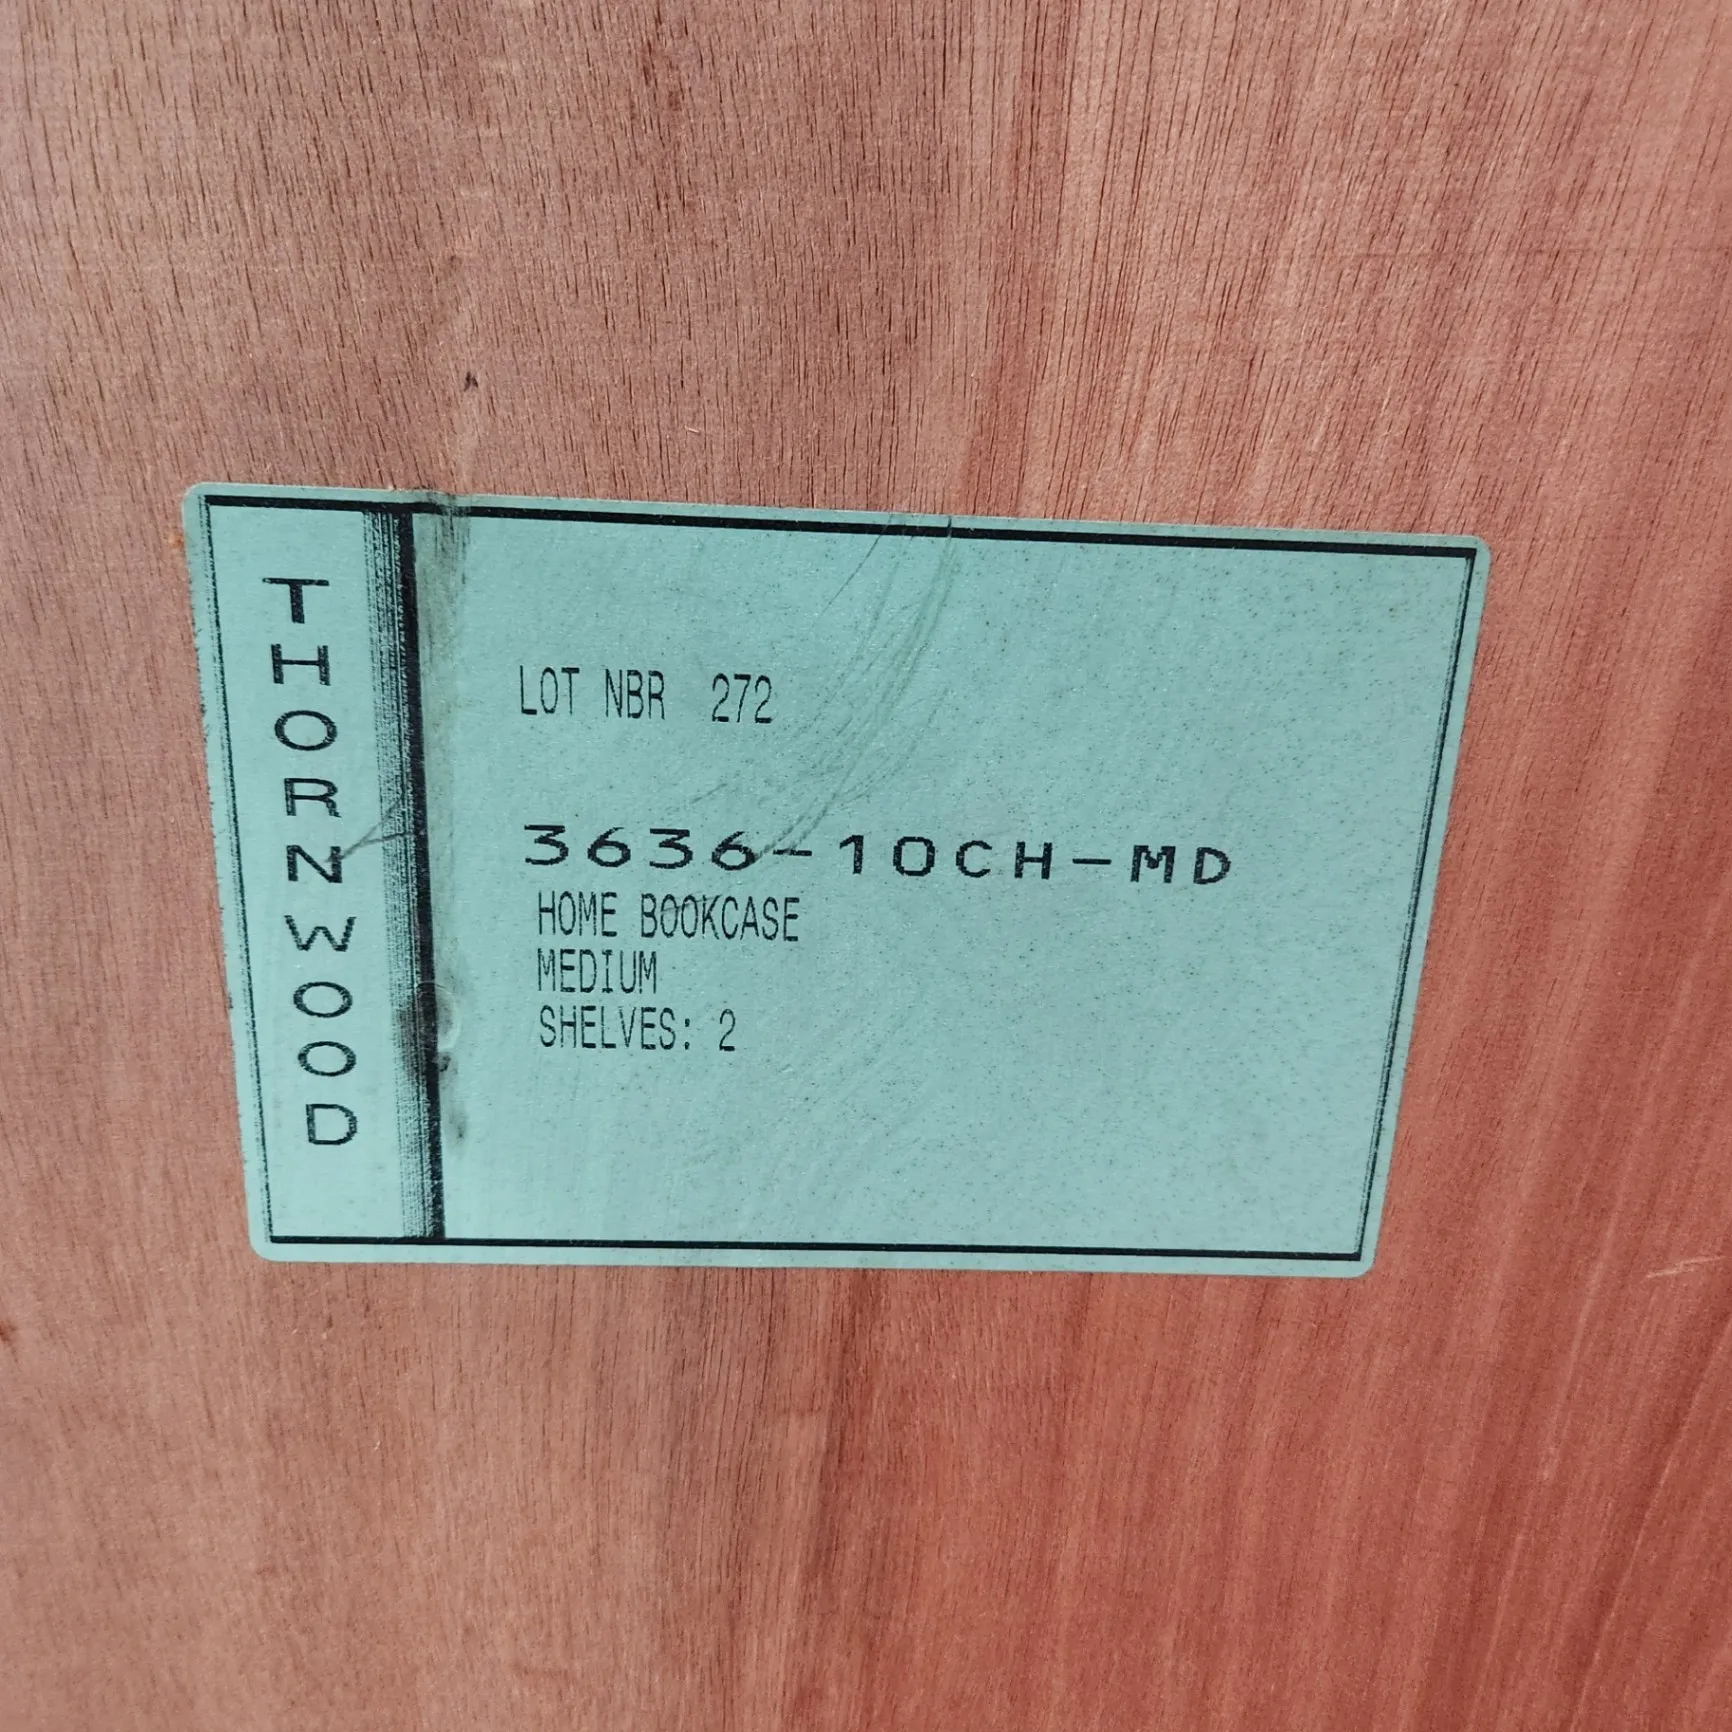 THORNWOOD
LOT NBR 272
3636-10CH-MD
HOME BOOKCASE
MEDIUM
SHELVES: 2